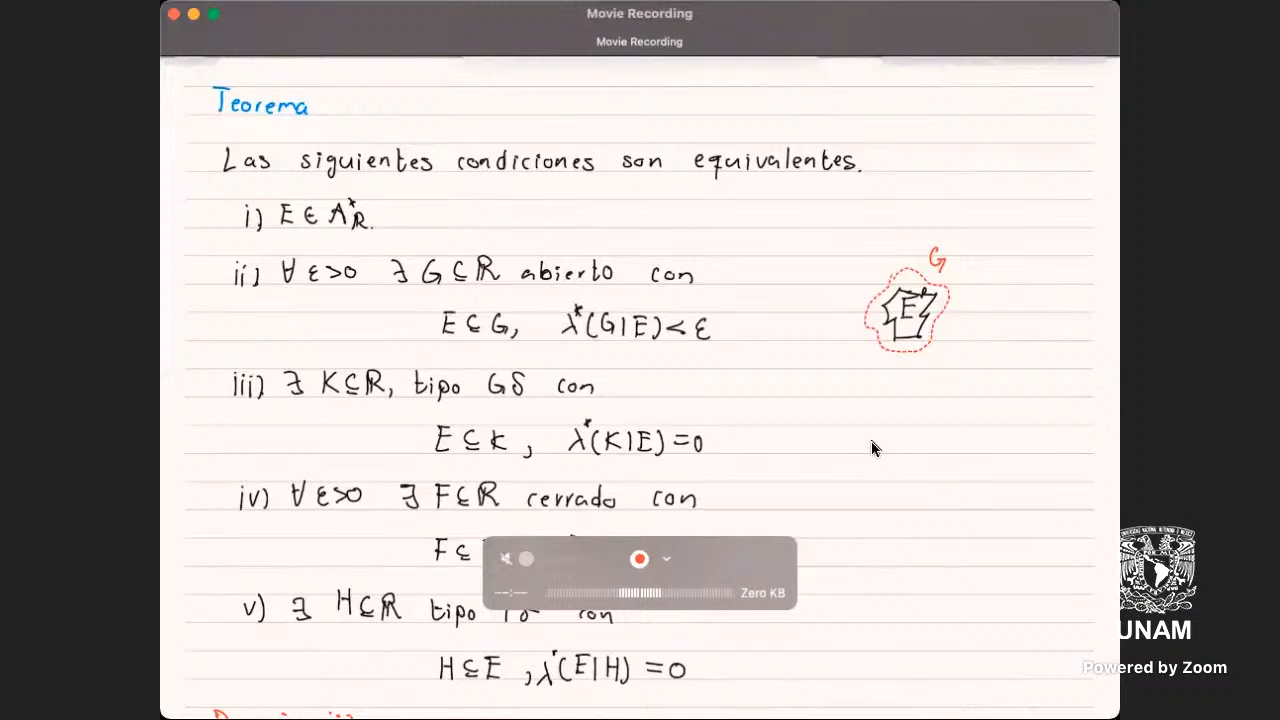 Movie Recording
Movie Recording
Teorema
Las siguientes condiciones son equivalentes.
i) E ∈ A*ℝ.
ii) ∀ ε>0 ∃ G⊆ℝ abierto con
E⊆G, λ*(G|E)<ε
G
E
iii) ∃ K⊆ℝ, tipo Gδ con
E⊆K, λ*(K|E)=0
iv) ∀ ε>0 ∃ F⊆ℝ cerrado con
F⊆
--:-- Zero KB
v) ∃ H⊆ℝ tipo con
H⊆E, λ*(E|H)=0
UNAM
Powered by Zoom